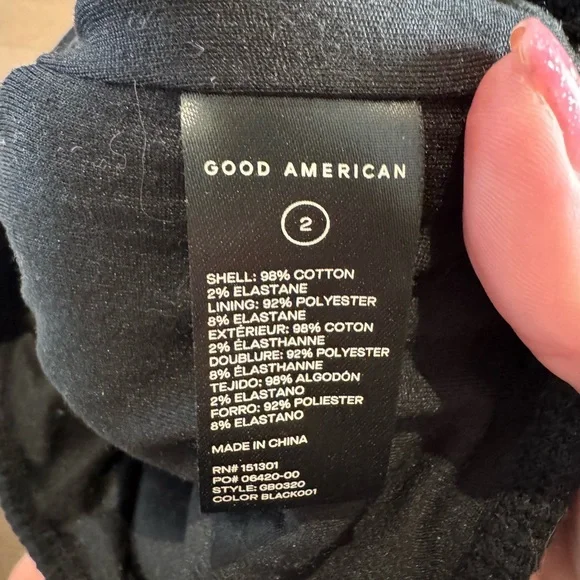 GOOD AMERICAN
2
SHELL: 98% COTTON
2% ELASTANE
LINING: 92% POLYESTER
8% ELASTANE
EXTÉRIEUR: 98% COTON
2% ÉLASTHANNE
DOUBLURE: 92% POLYESTER
8% ÉLASTHANNE
TEJIDO: 98% ALGODÓN
2% ELASTANO
FORRO: 92% POLIESTER
8% ELASTANO
MADE IN CHINA
RN# 151301
PO# 06420-00
STYLE: GB0320
COLOR BLACK001